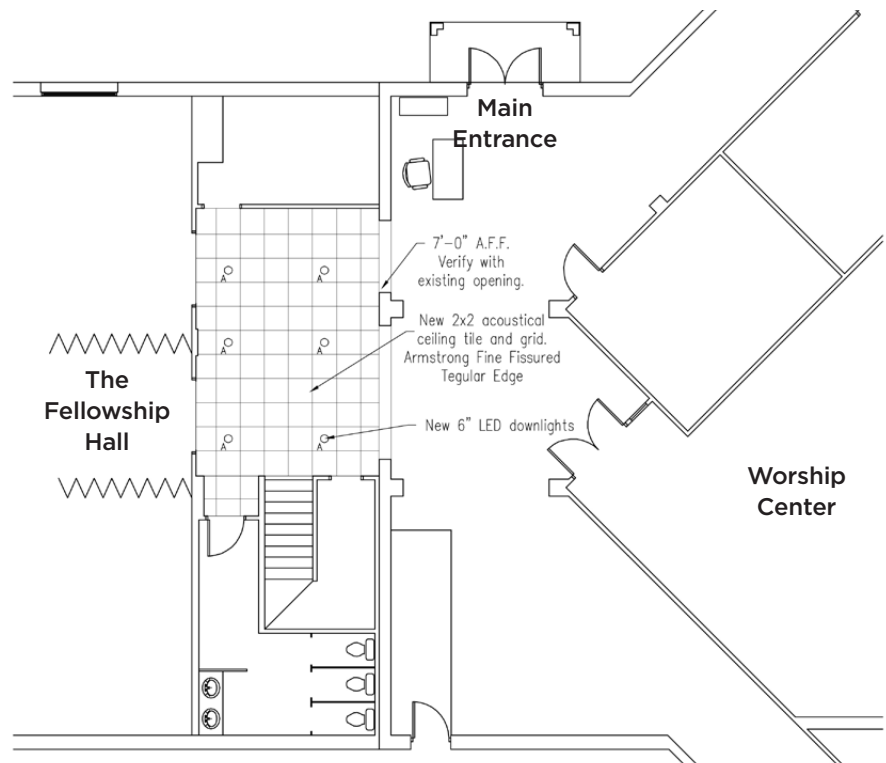 Main
Entrance
7'-0" A.F.F.
Verify with
existing opening.
A
A
New 2x2 acoustical
ceiling tile and grid.
Armstrong Fine Fissured
Tegular Edge
A
A
The
Fellowship
Hall
New 6" LED downlights
A
A
Worship
Center